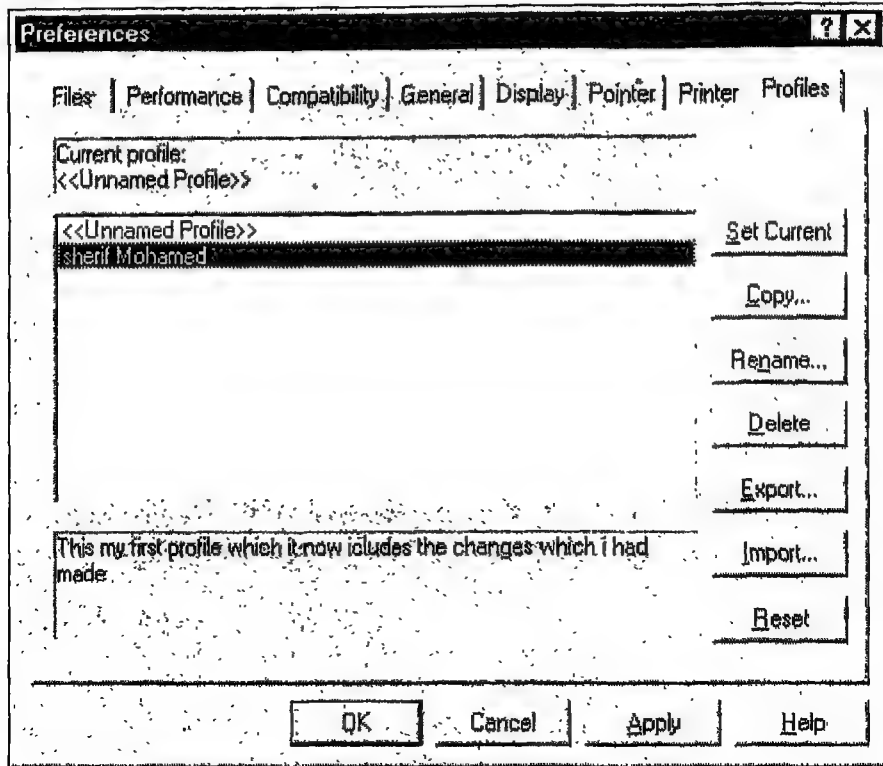 Preferences
Files Performance Compatibility General Display Pointer Printer Profiles
Current profile:
<<Unnamed Profile>>
<<Unnamed Profile>>
sherif Mohamed
Set Current
Copy...
Rename...
Delete
Export...
This my first profile which it now icludes the changes which i had
made
Import...
Reset
OK Cancel Apply Help